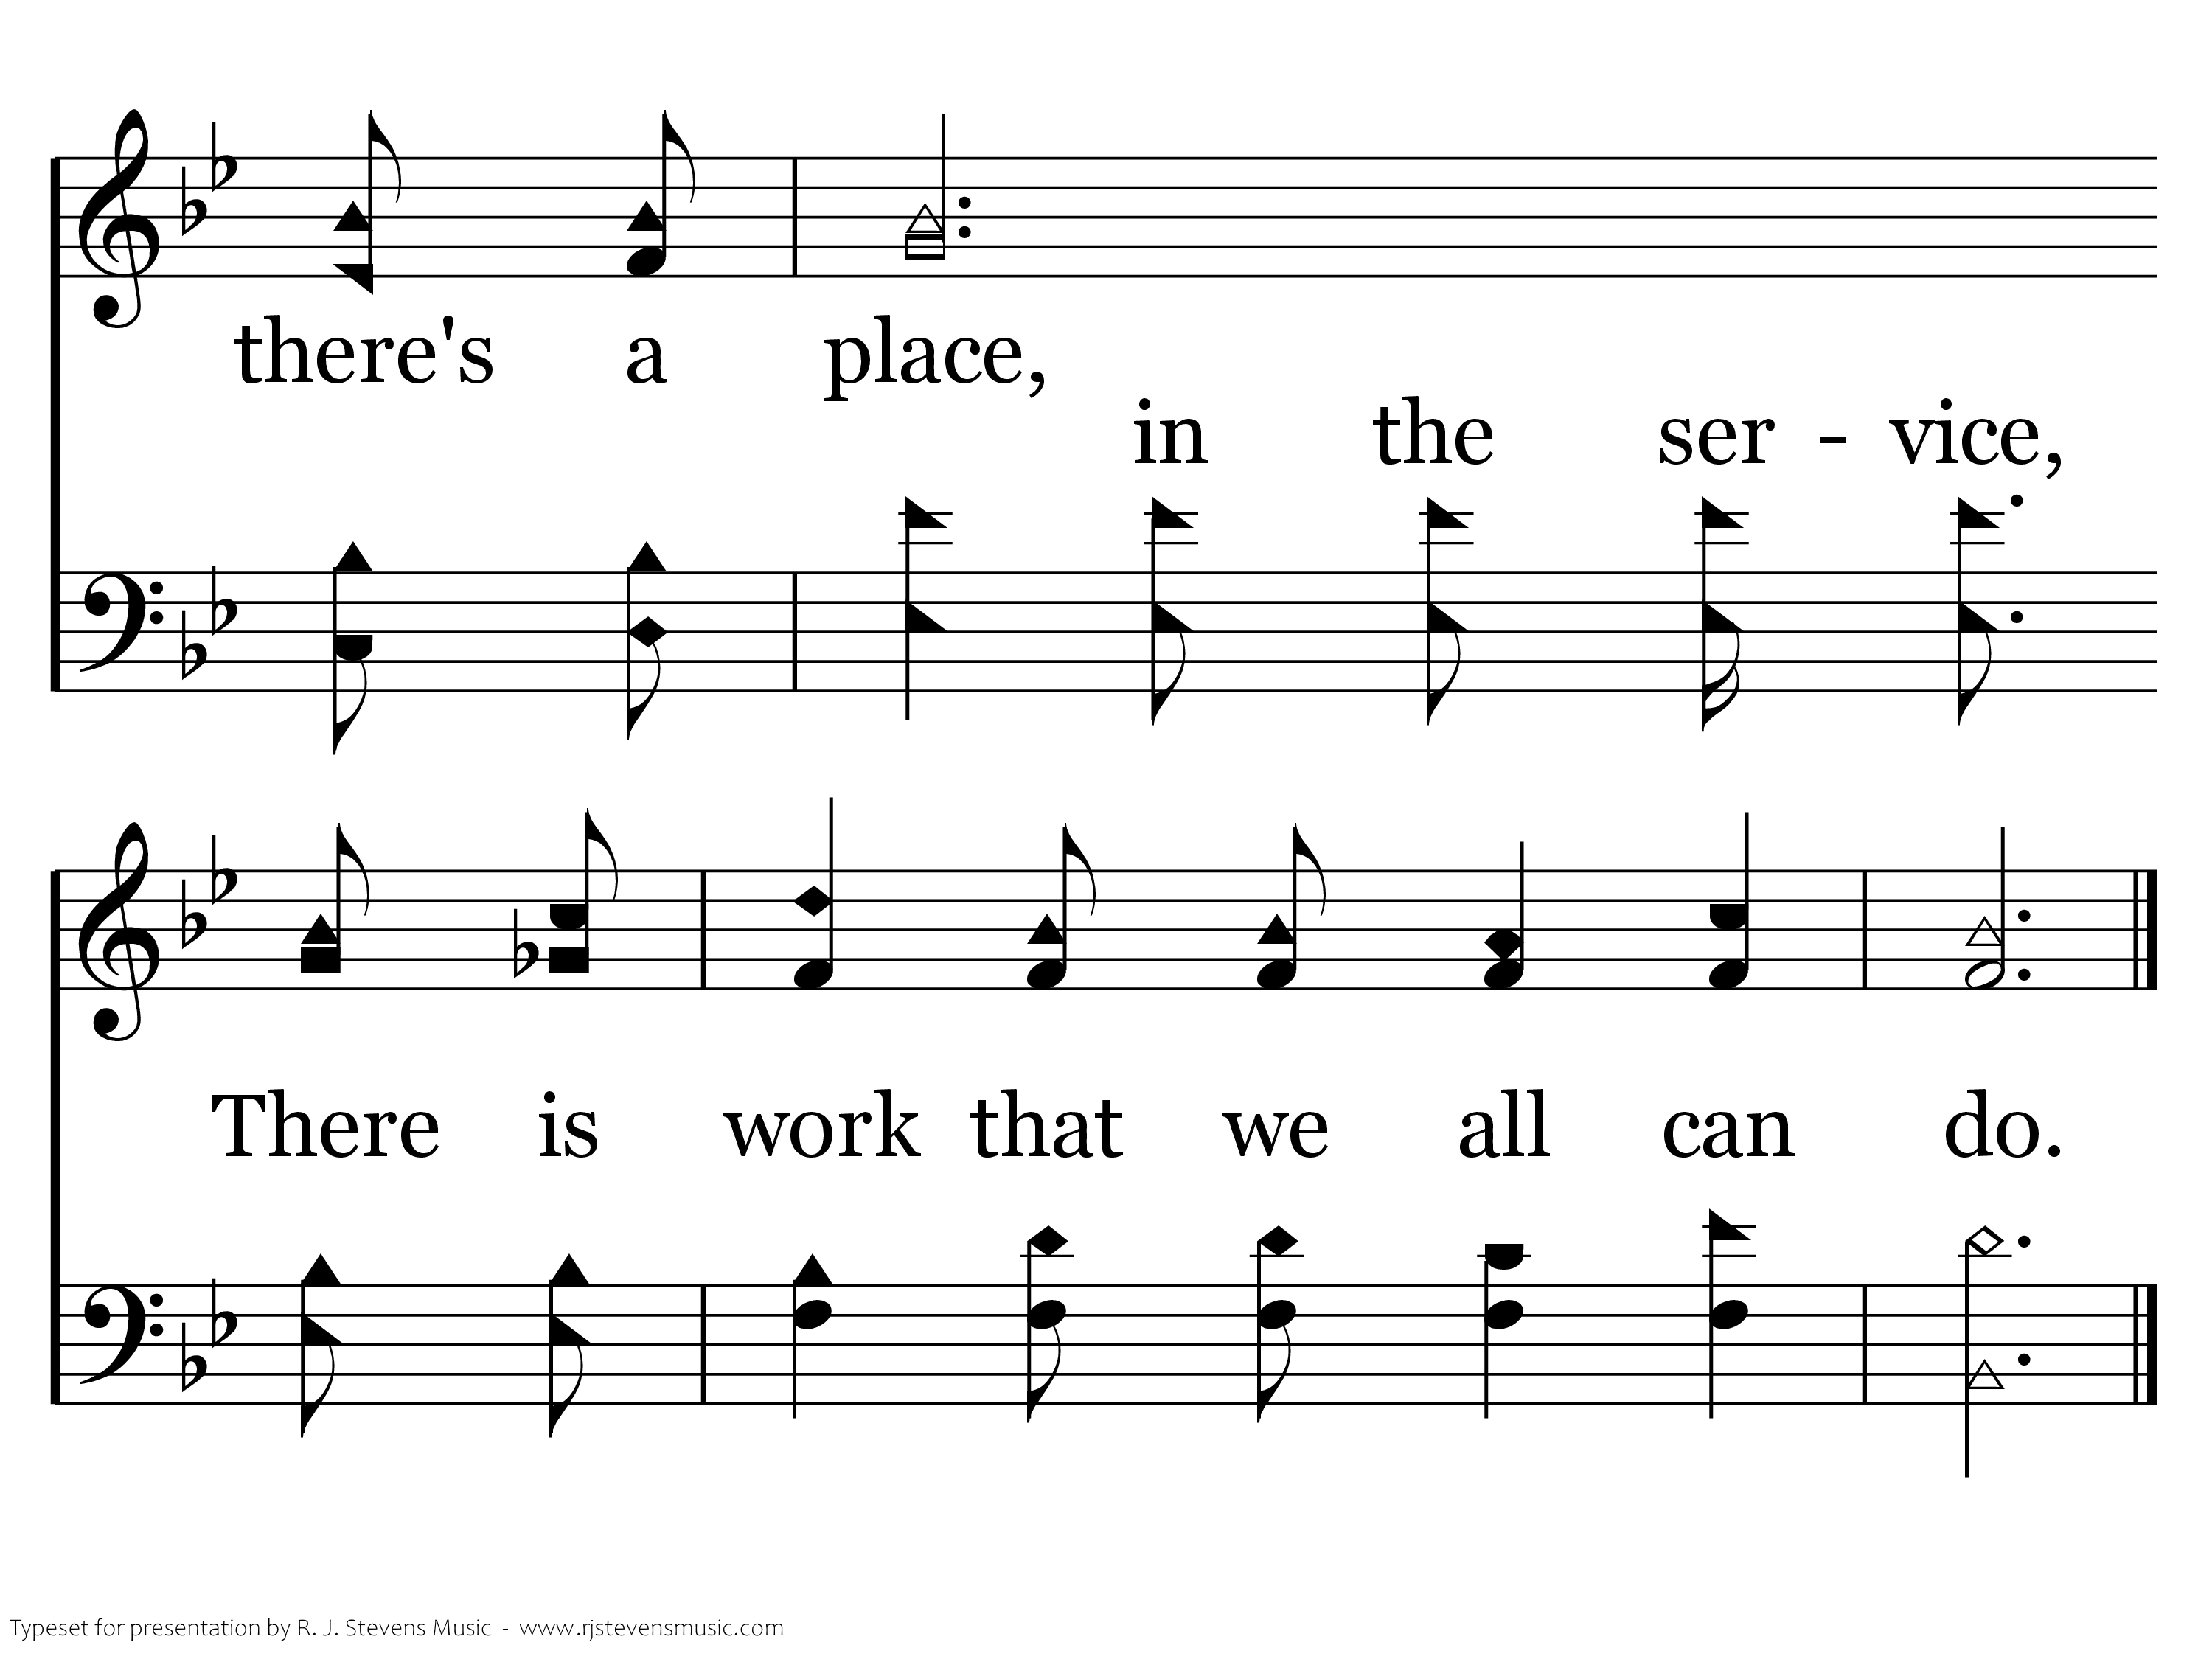 there's a place,
in the ser - vice,
There is work that we all can do.
Typeset for presentation by R. J. Stevens Music - www.rjstevensmusic.com